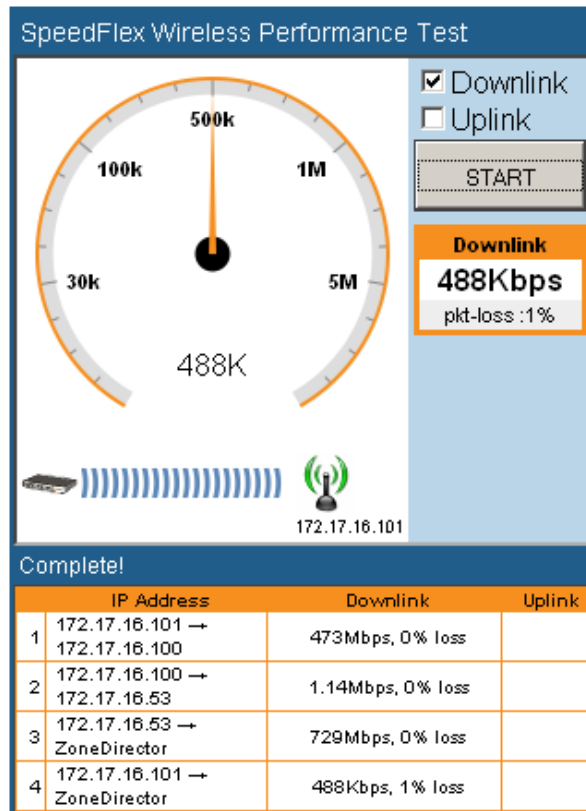 SpeedFlex Wireless Performance Test
Downlink
Uplink
START
500k
100k
1M
30k
5M
488K
Downlink
488Kbps
pkt-loss :1%
172.17.16.101
Complete!
IP Address Downlink Uplink
1 172.17.16.101 → 172.17.16.100 473Mbps, 0% loss
2 172.17.16.100 → 172.17.16.53 1.14Mbps, 0% loss
3 172.17.16.53 → ZoneDirector 729Mbps, 0% loss
4 172.17.16.101 → ZoneDirector 488Kbps, 1% loss